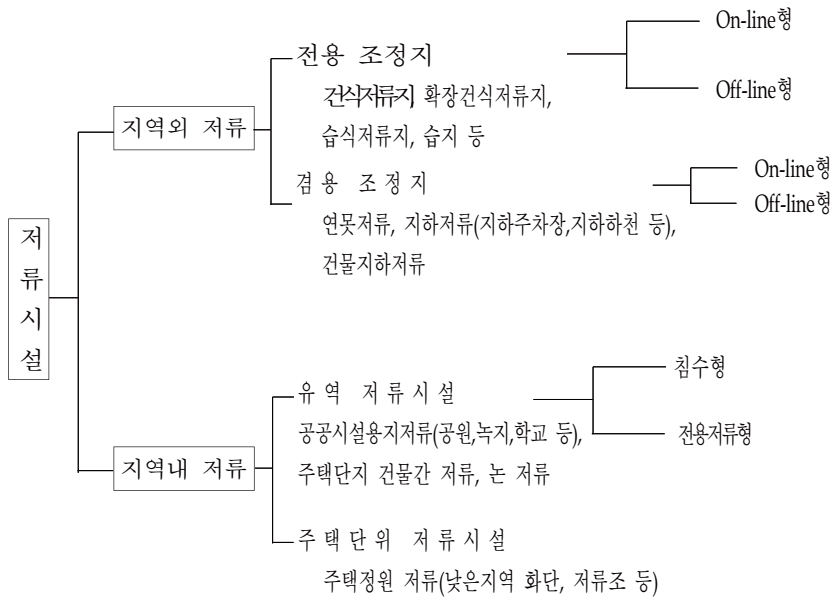 On-line형
전용 조정지
Off-line형
건식저류지, 확장건식저류지,
습식저류지, 습지 등
지역외 저류
On-line형
겸용 조정지
Off-line형
연못저류, 지하저류(지하주차장,지하하천 등),
건물지하저류
저류시설
침수형
유역 저류시설
공공시설용지저류(공원,녹지,학교 등),
전용저류형
지역내 저류
주택단지 건물간 저류, 논 저류
주택단위 저류시설
주택정원 저류(낮은지역 화단, 저류조 등)